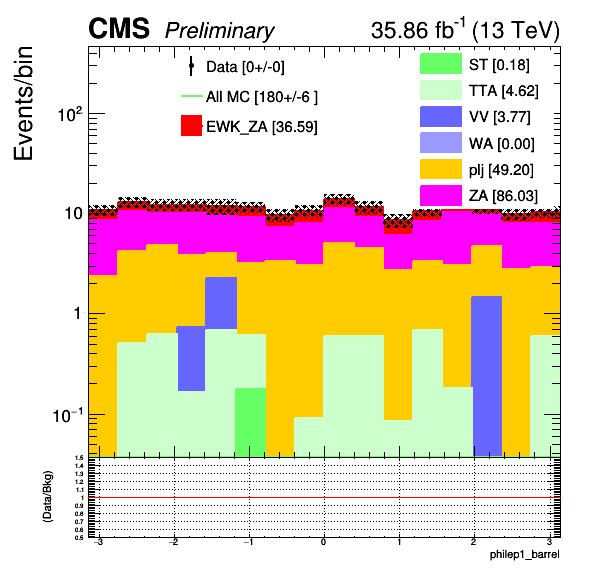 CMS Preliminary 35.86 fb⁻¹ (13 TeV)
Events/bin
Data [0+/-0]
All MC [180+/-6 ]
EWK_ZA [36.59]
ST [0.18]
TTA [4.62]
VV [3.77]
WA [0.00]
plj [49.20]
ZA [86.03]
10²
10
1
10⁻¹
(Data/Bkg)
1.5
1.4
1.3
1.2
1.1
1
0.9
0.8
0.7
0.6
0.5
−3 −2 −1 0 1 2 3
philep1_barrel